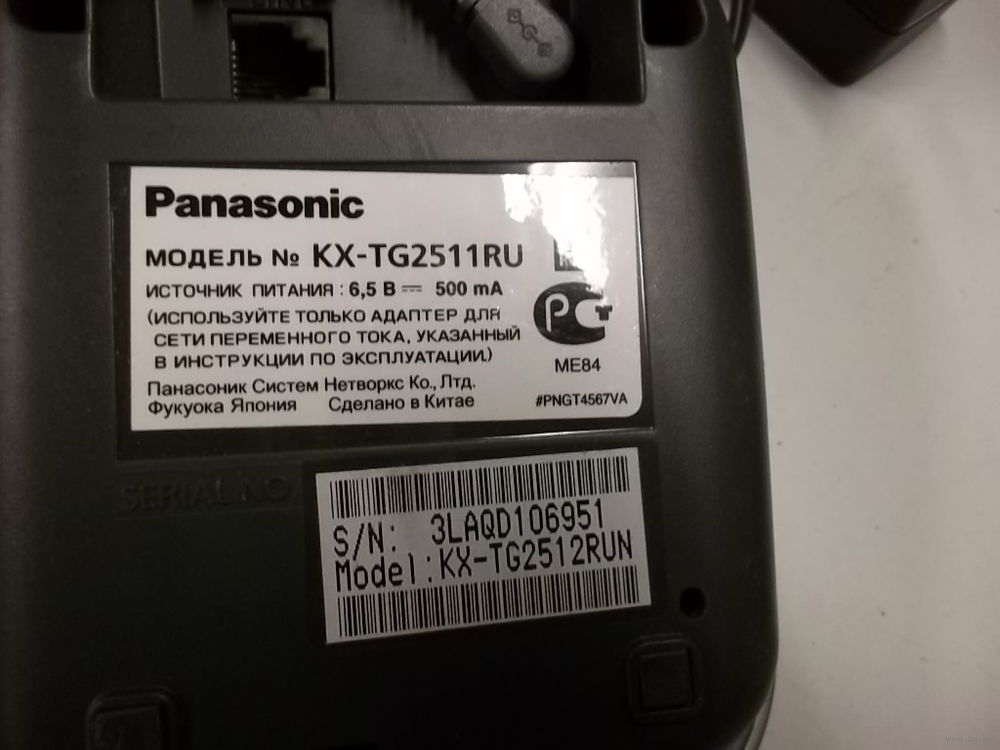 Panasonic
МОДЕЛЬ № KX-TG2511RU
ИСТОЧНИК ПИТАНИЯ : 6,5 В ⎓ 500 mA
(ИСПОЛЬЗУЙТЕ ТОЛЬКО АДАПТЕР ДЛЯ
СЕТИ ПЕРЕМЕННОГО ТОКА, УКАЗАННЫЙ
В ИНСТРУКЦИИ ПО ЭКСПЛУАТАЦИИ.)
ME84
Панасоник Систем Нетворкс Ко., Лтд.
Фукуока Япония Сделано в Китае
#PNGT4567VA
SERIAL NO.
S/N: 3LAQD106951
Model:KX-TG2512RUN